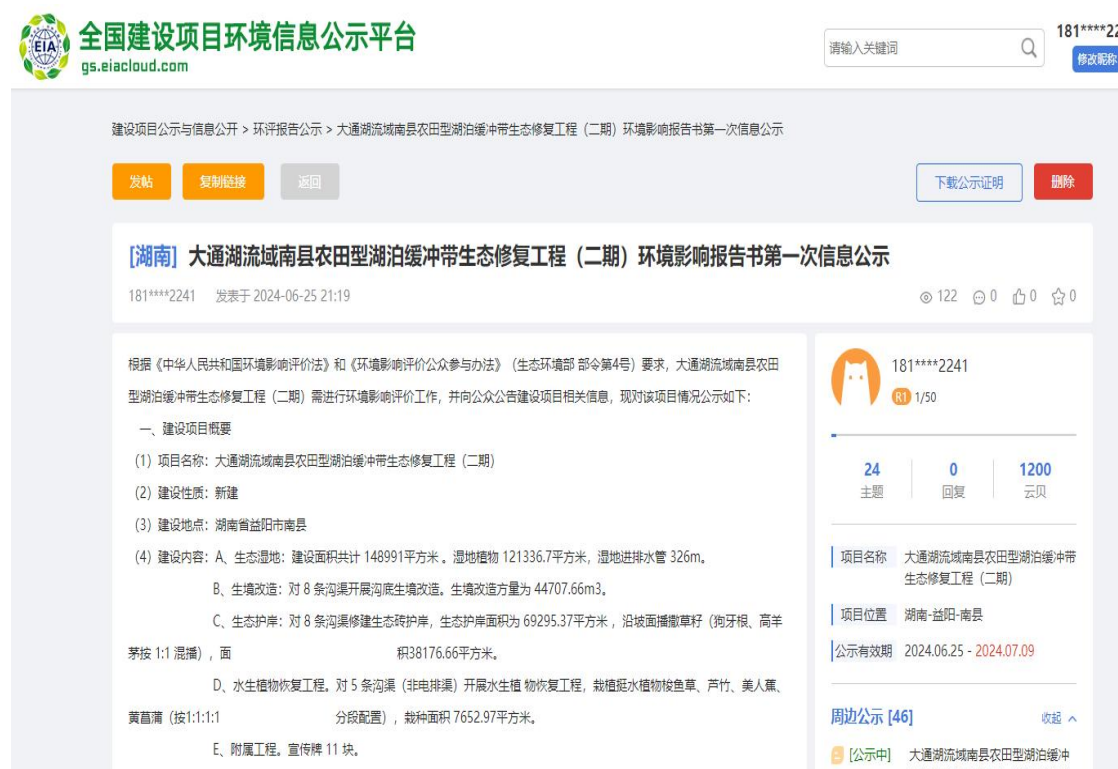 EIA
全国建设项目环境信息公示平台
gs.eiacloud.com
请输入关键词
181****22
修改昵称
建设项目公示与信息公开 > 环评报告公示 > 大通湖流域南县农田型湖泊缓冲带生态修复工程（二期）环境影响报告书第一次信息公示
发帖 复制链接 返回
下载公示证明 删除
[湖南] 大通湖流域南县农田型湖泊缓冲带生态修复工程（二期）环境影响报告书第一次信息公示
181****2241 发表于 2024-06-25 21:19
122 0 0 0
根据《中华人民共和国环境影响评价法》和《环境影响评价公众参与办法》（生态环境部 部令第4号）要求，大通湖流域南县农田
型湖泊缓冲带生态修复工程（二期）需进行环境影响评价工作，并向公众公告建设项目相关信息，现对该项目情况公示如下：
一、建设项目概要
（1）项目名称：大通湖流域南县农田型湖泊缓冲带生态修复工程（二期）
（2）建设性质：新建
（3）建设地点：湖南省益阳市南县
（4）建设内容：A、生态湿地：建设面积共计 148991平方米 。湿地植物 121336.7平方米，湿地进排水管 326m。
B、生境改造：对 8 条沟渠开展沟底生境改造。生境改造方量为 44707.66m3。
C、生态护岸：对 8 条沟渠修建生态砖护岸，生态护岸面积为 69295.37平方米 ，沿坡面播撒草籽（狗牙根、高羊
茅按 1:1 混播），面 积38176.66平方米。
D、水生植物恢复工程。对 5 条沟渠（非电排渠）开展水生植 物恢复工程，栽植挺水植物梭鱼草、芦竹、美人蕉、
黄菖蒲（按1:1:1:1 分段配置），栽种面积 7652.97平方米。
E、附属工程。宣传牌 11 块。
181****2241
R1 1/50
24 0 1200
主题 回复 云贝
项目名称 大通湖流域南县农田型湖泊缓冲带
生态修复工程（二期）
项目位置 湖南-益阳-南县
公示有效期 2024.06.25 - 2024.07.09
周边公示 [46] 收起
[公示中] 大通湖流域南县农田型湖泊缓冲